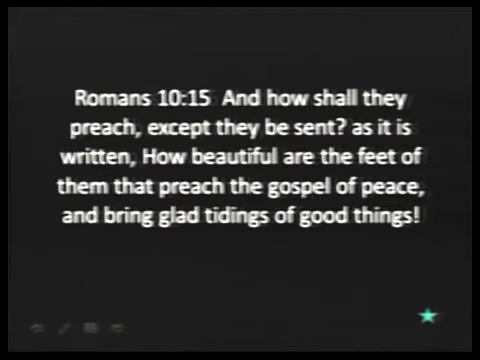 Romans 10:15 And how shall they
preach, except they be sent? as it is
written, How beautiful are the feet of
them that preach the gospel of peace,
and bring glad tidings of good things!